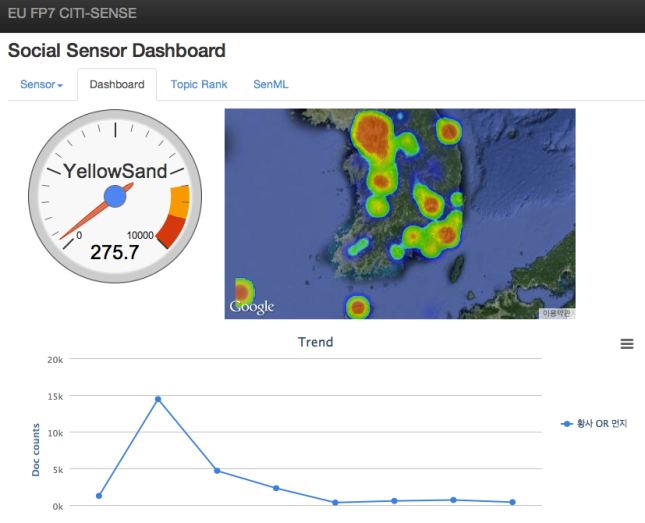 EU FP7 CITI-SENSE
Social Sensor Dashboard
Sensor Dashboard Topic Rank SenML
YellowSand
0 10000
275.7
Google
이용약관
Trend
20k
15k
10k
5k
0k
Doc counts
황사 OR 먼지